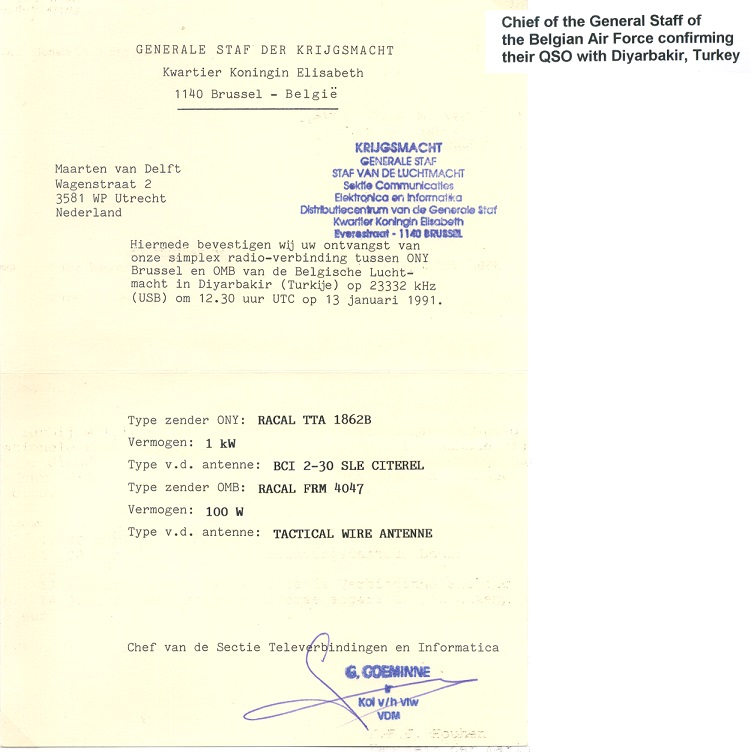 Chief of the General Staff of
the Belgian Air Force confirming
their QSO with Diyarbakir, Turkey
GENERALE STAF DER KRIJGSMACHT
Kwartier Koningin Elisabeth
1140 Brussel - België
KRIJGSMACHT
GENERALE STAF
STAF VAN DE LUCHTMACHT
Sektie Communicaties
Elektronica en Informatika
Distributiecentrum van de Generale Staf
Kwartier Koningin Elisabeth
Everestraat - 1140 BRUSSEL
Maarten van Delft
Wagenstraat 2
3581 WP Utrecht
Nederland
Hiermede bevestigen wij uw ontvangst van
onze simplex radio-verbinding tussen ONY
Brussel en OMB van de Belgische Lucht-
macht in Diyarbakir (Turkije) op 23332 kHz
(USB) om 12.30 uur UTC op 13 januari 1991.
Type zender ONY: RACAL TTA 1862B
Vermogen: 1 kW
Type v.d. antenne: BCI 2-30 SLE CITEREL
Type zender OMB: RACAL FRM 4047
Vermogen: 100 W
Type v.d. antenne: TACTICAL WIRE ANTENNE
Chef van de Sectie Televerbindingen en Informatica
G. GOEMINNE
Kol v/h Vlw
VDM
Houben